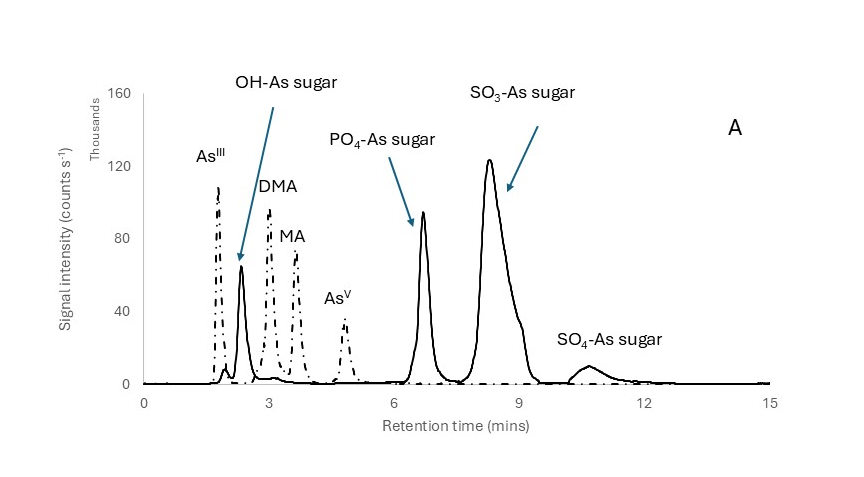 OH-As sugar
SO₃-As sugar
PO₄-As sugar
A
Asᴵᴵᴵ
DMA
MA
Asⱽ
SO₄-As sugar
Signal intensity (counts s⁻¹)
Thousands
160
120
80
40
0
0 3 6 9 12 15
Retention time (mins)